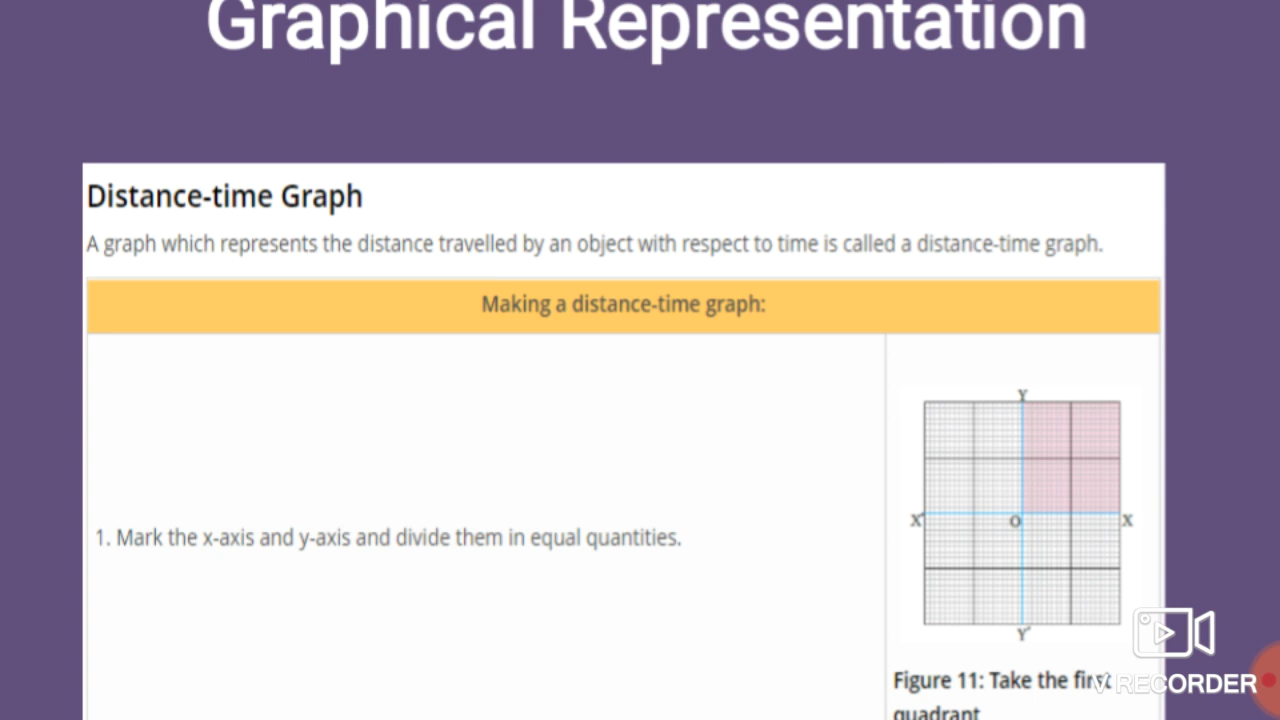 Graphical Representation
Distance-time Graph
A graph which represents the distance travelled by an object with respect to time is called a distance-time graph.
Making a distance-time graph:
1. Mark the x-axis and y-axis and divide them in equal quantities.
Y
X' O X
Y'
Figure 11: Take the first
quadrant
V RECORDER